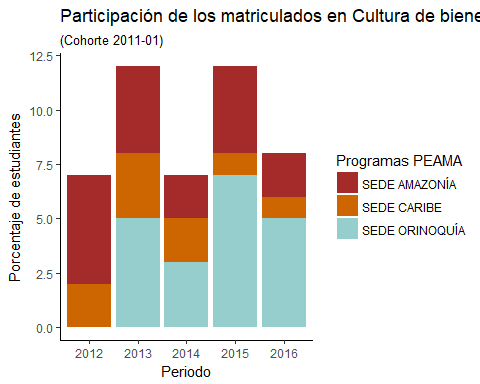 Participación de los matriculados en Cultura de biene
(Cohorte 2011-01)
12.5
10.0
7.5
5.0
2.5
0.0
Porcentaje de estudiantes
2012 2013 2014 2015 2016
Periodo
Programas PEAMA
SEDE AMAZONÍA
SEDE CARIBE
SEDE ORINOQUÍA